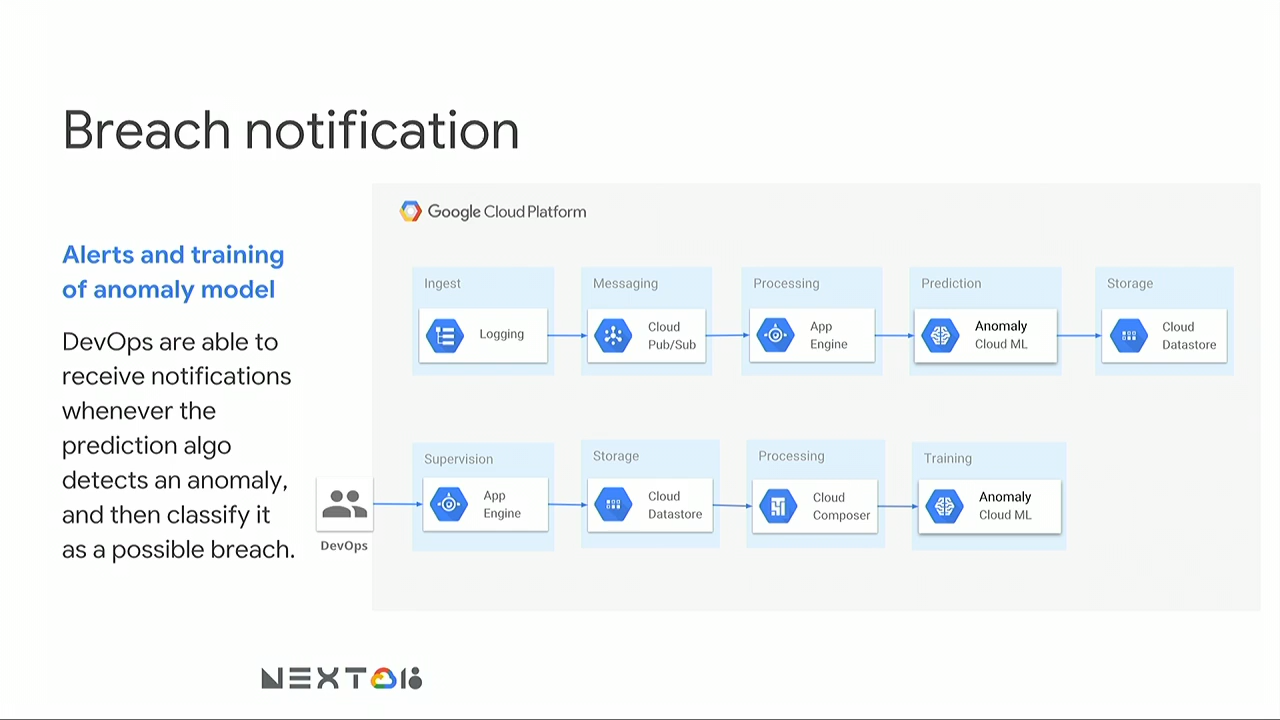 Breach notification
Google Cloud Platform
Alerts and training
of anomaly model
DevOps are able to
receive notifications
whenever the
prediction algo
detects an anomaly,
and then classify it
as a possible breach.
Ingest
Logging
Messaging
Cloud
Pub/Sub
Processing
App
Engine
Prediction
Anomaly
Cloud ML
Storage
Cloud
Datastore
DevOps
Supervision
App
Engine
Storage
Cloud
Datastore
Processing
Cloud
Composer
Training
Anomaly
Cloud ML
NEXT 18